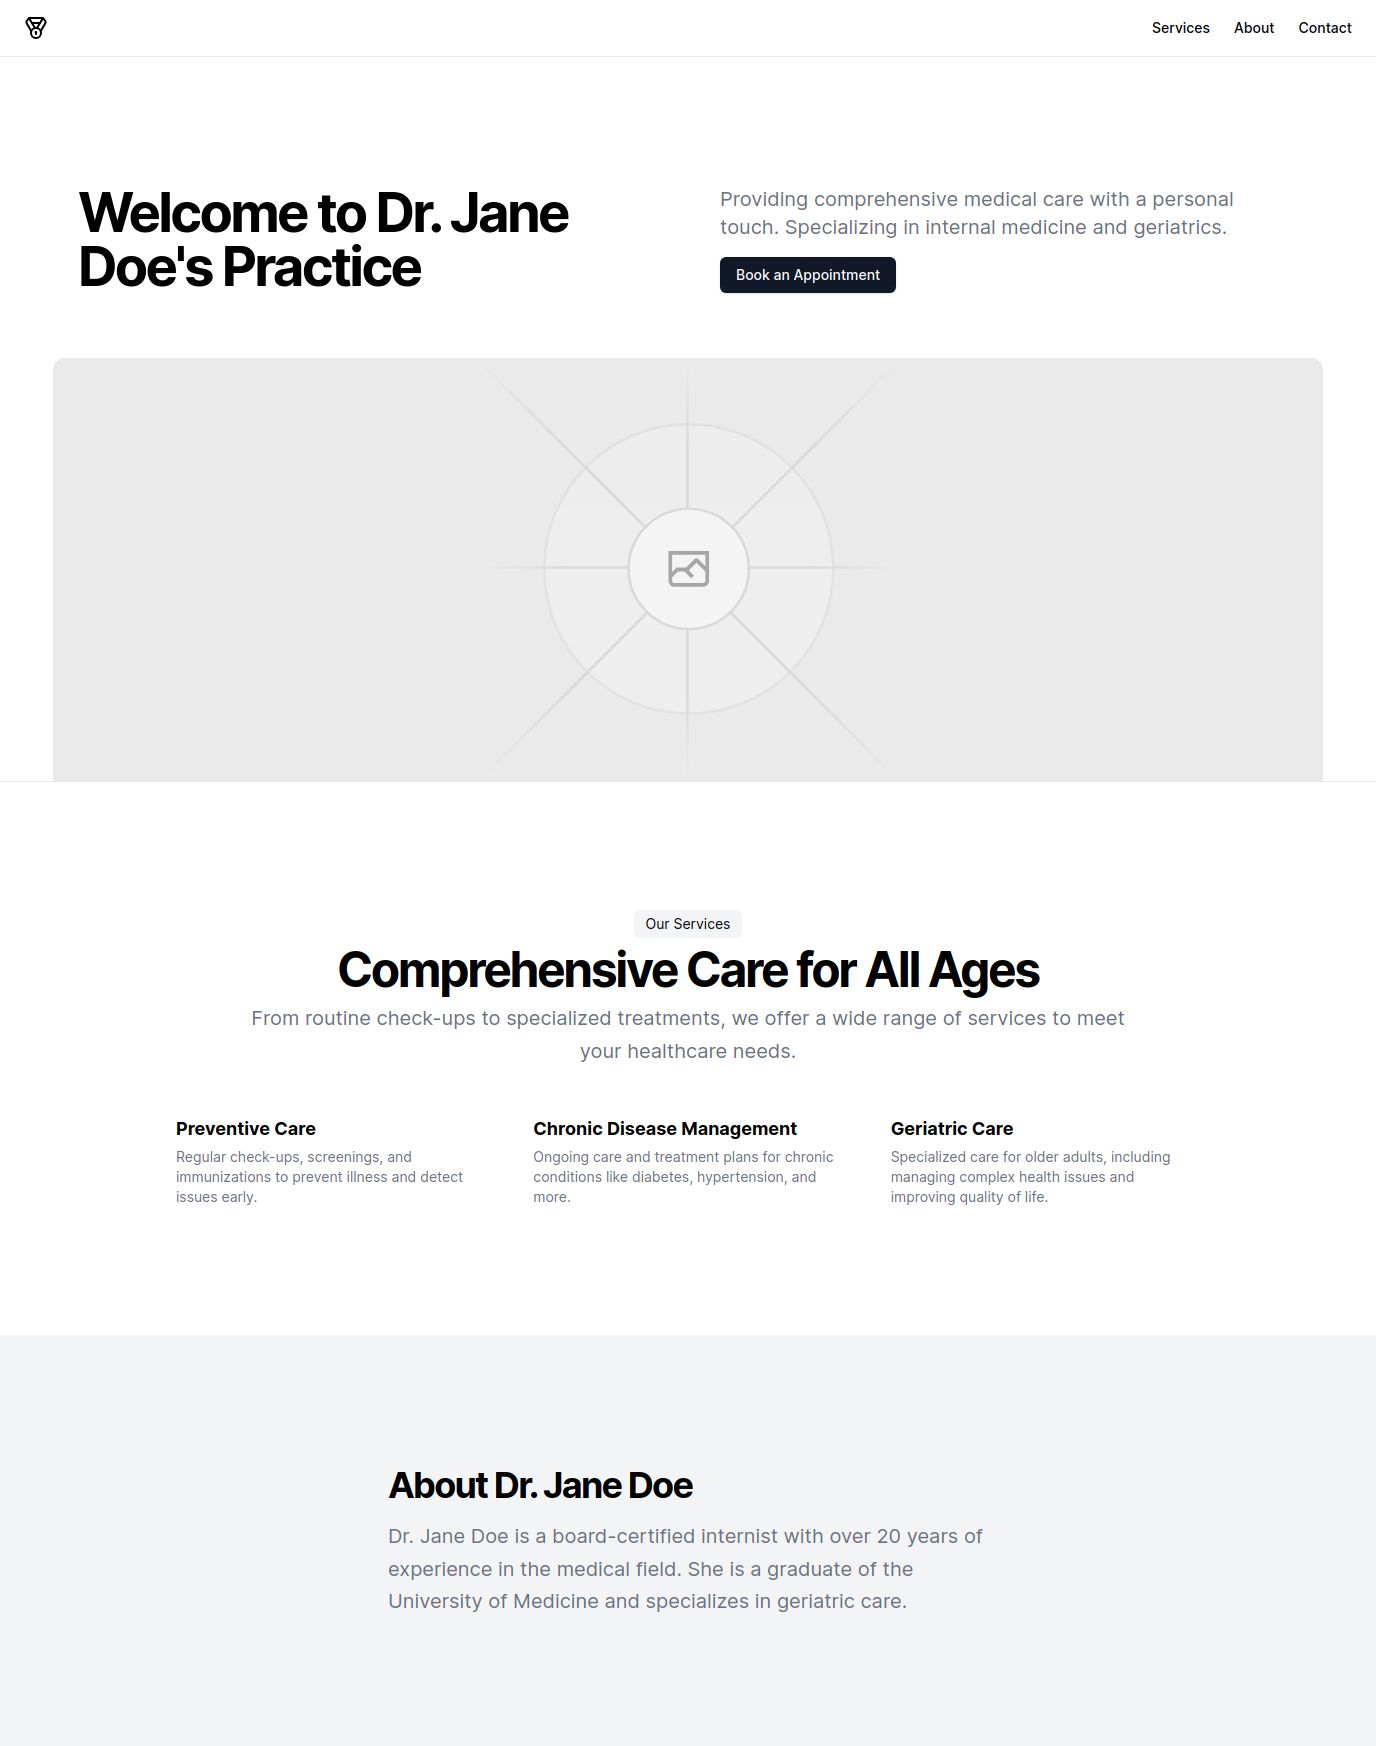 Services About Contact
Welcome to Dr. Jane
Doe's Practice
Providing comprehensive medical care with a personal
touch. Specializing in internal medicine and geriatrics.
Book an Appointment
Our Services
Comprehensive Care for All Ages
From routine check-ups to specialized treatments, we offer a wide range of services to meet
your healthcare needs.
Preventive Care
Regular check-ups, screenings, and
immunizations to prevent illness and detect
issues early.
Chronic Disease Management
Ongoing care and treatment plans for chronic
conditions like diabetes, hypertension, and
more.
Geriatric Care
Specialized care for older adults, including
managing complex health issues and
improving quality of life.
About Dr. Jane Doe
Dr. Jane Doe is a board-certified internist with over 20 years of
experience in the medical field. She is a graduate of the
University of Medicine and specializes in geriatric care.